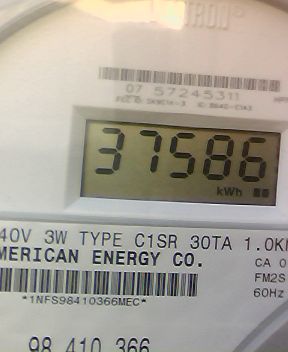 TRON®
07 57245311
37586
kWh
40V 3W TYPE C1SR 30TA 1.0K
MERICAN ENERGY CO.
CA 0
FM2S
60Hz
*1NFS98410366MEC*
98 410 366